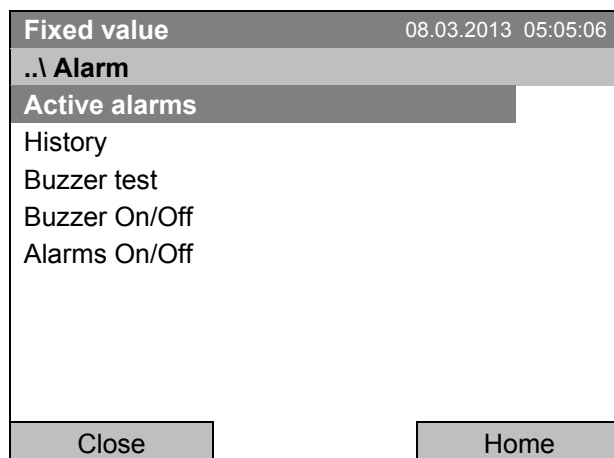 Fixed value 08.03.2013 05:05:06
..\ Alarm
Active alarms
History
Buzzer test
Buzzer On/Off
Alarms On/Off
Close Home